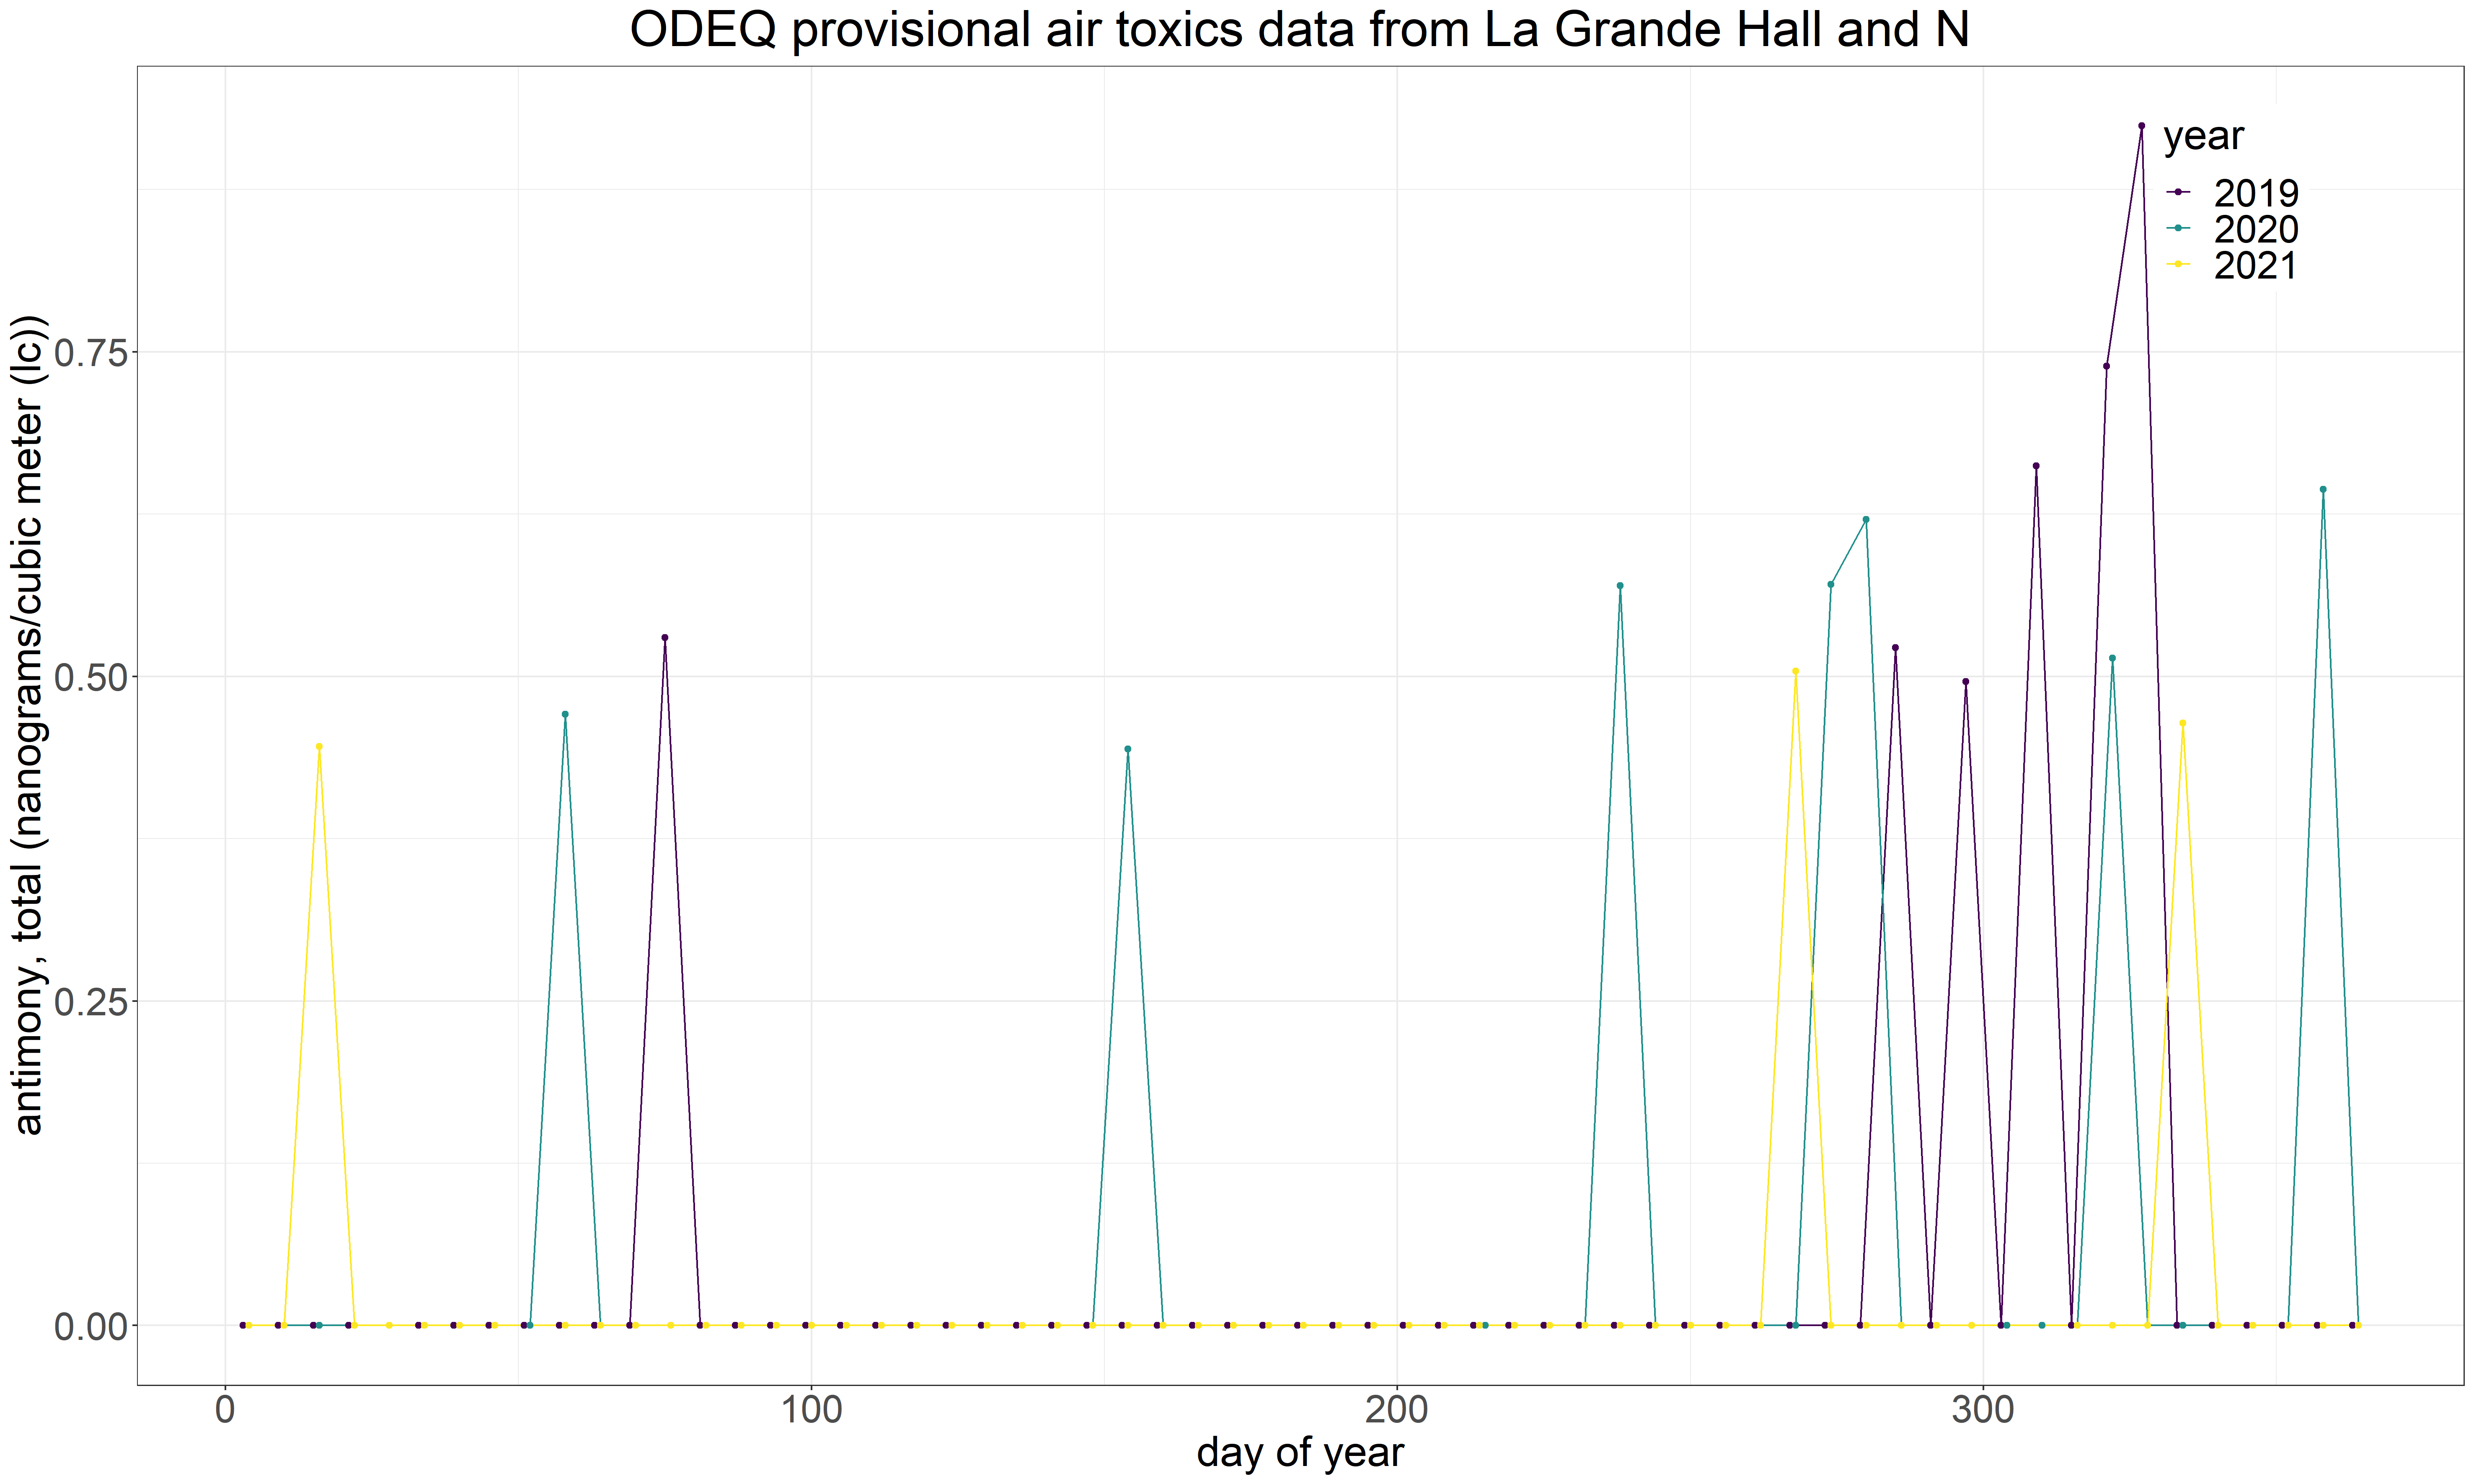 ODEQ provisional air toxics data from La Grande Hall and N
year
2019
2020
2021
antimony, total (nanograms/cubic meter (lc))
0.75
0.50
0.25
0.00
0
100
200
300
day of year